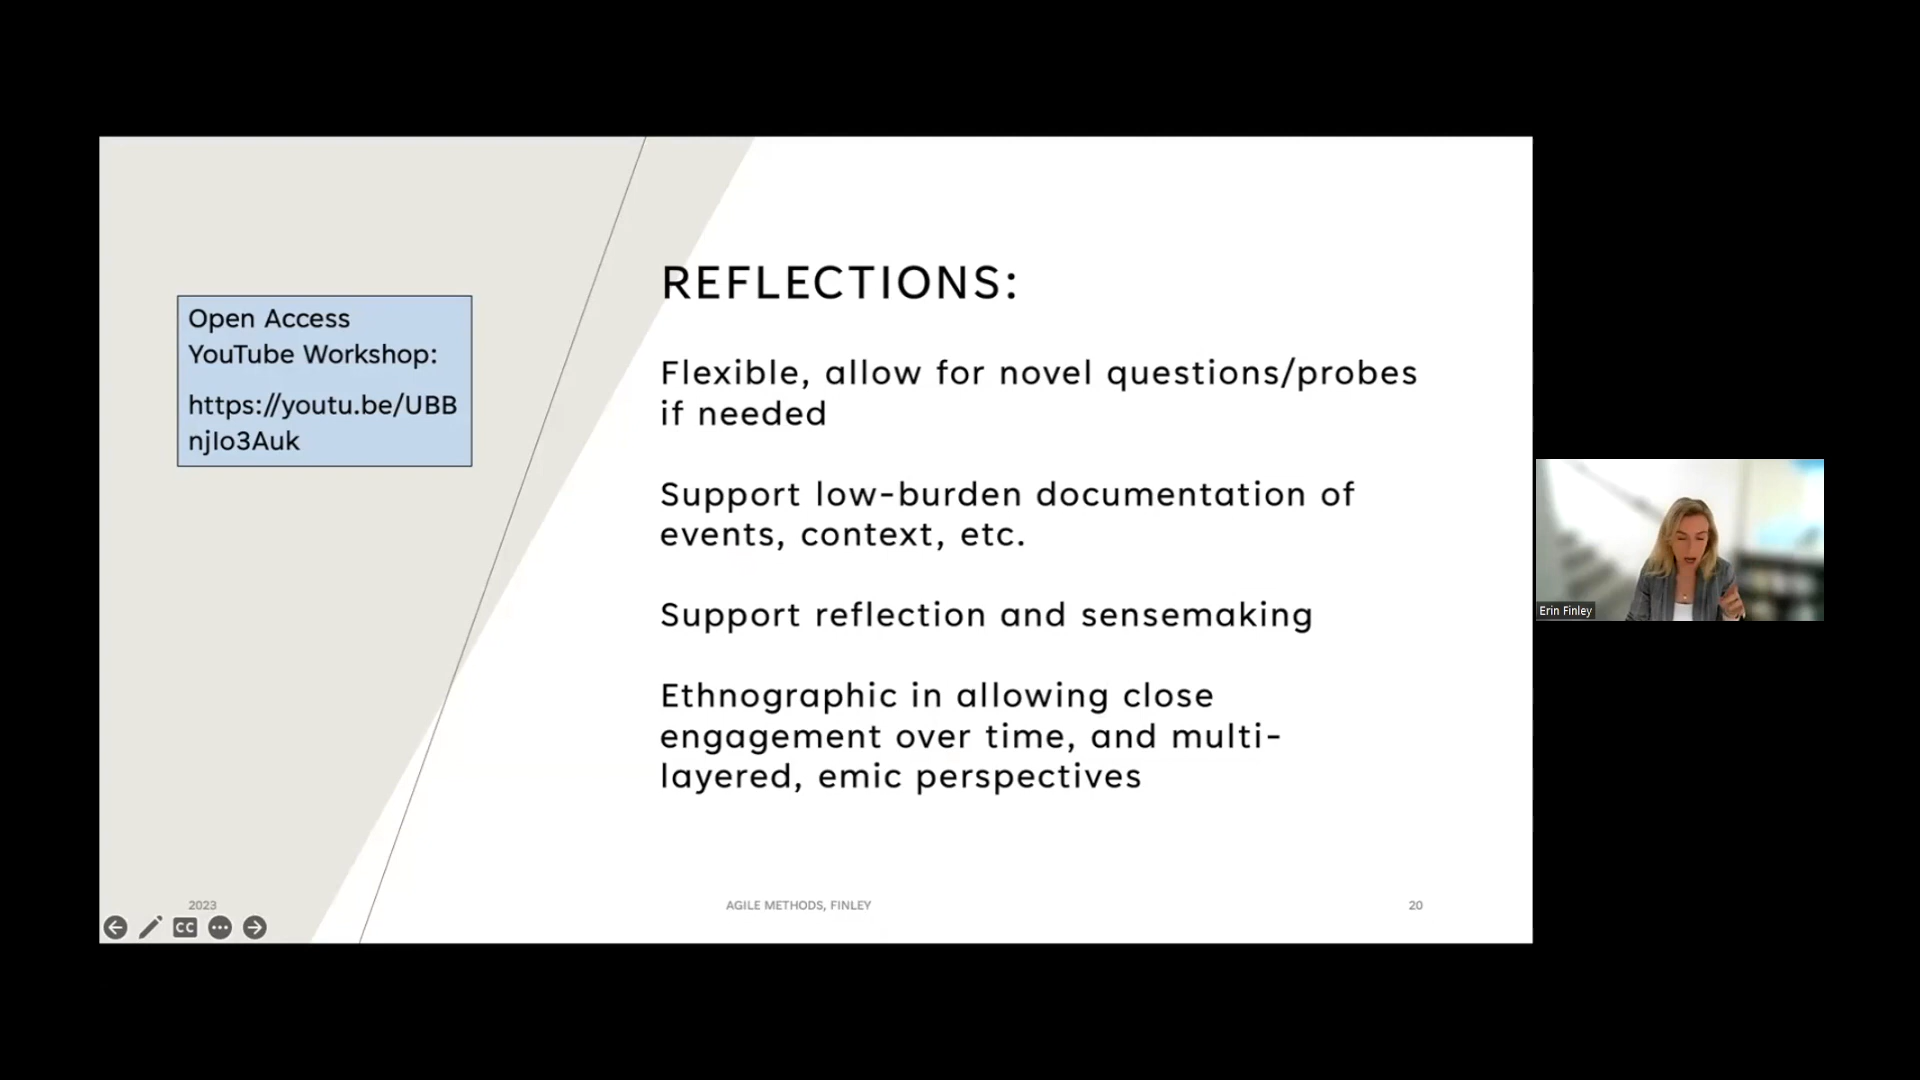 Open Access
YouTube Workshop:
https://youtu.be/UBB
njIo3Auk
REFLECTIONS:
Flexible, allow for novel questions/probes
if needed
Support low-burden documentation of
events, context, etc.
Support reflection and sensemaking
Ethnographic in allowing close
engagement over time, and multi-
layered, emic perspectives
2023
AGILE METHODS, FINLEY
20
CC
Erin Finley